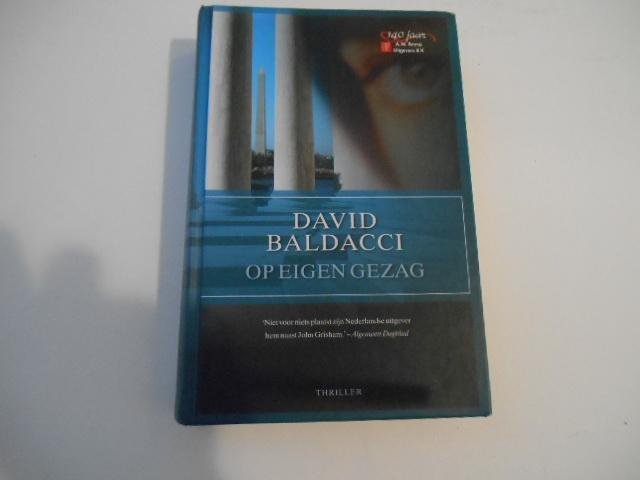 140 jaar
A.W. Bruna
Uitgevers B.V.
DAVID
BALDACCI
OP EIGEN GEZAG
'Niet voor niets plaatst zijn Nederlandse uitgever
hem naast John Grisham.' – Algemeen Dagblad
THRILLER